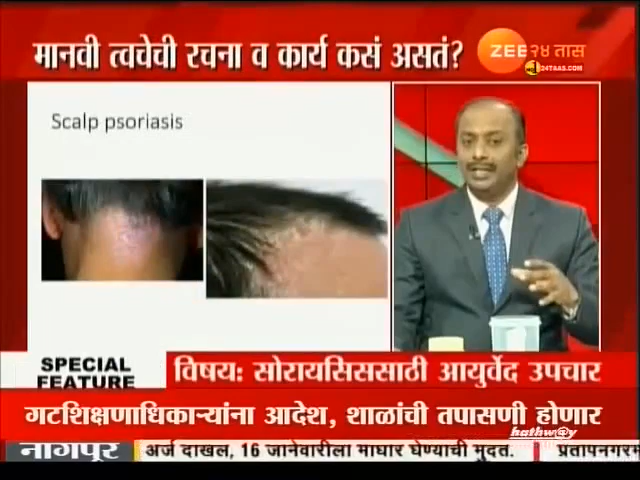 मानवी त्वचेची रचना व कार्य कसं असतं?
ZEE २४ तास
24TAAS.COM
Scalp psoriasis
SPECIAL FEATURE
विषय: सोरायसिससाठी आयुर्वेद उपचार
गटशिक्षणाधिकाऱ्यांना आदेश, शाळांची तपासणी होणार
hathway
नागपूर
अर्ज दाखल, 16 जानेवारीला माघार घेण्याची मुदत.
प्रतापनगरम